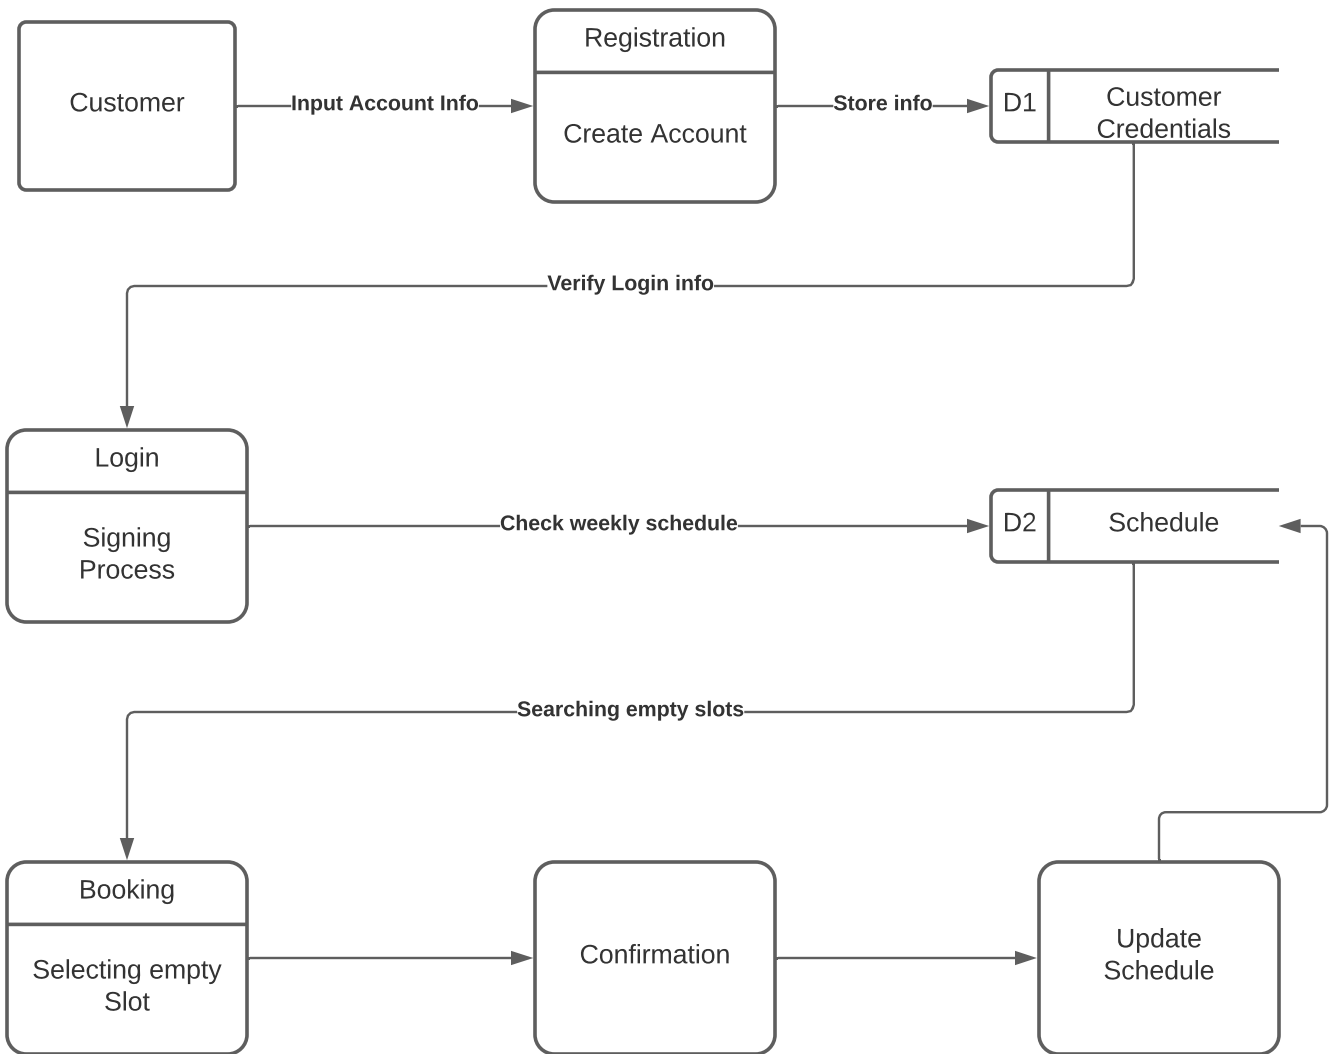 Registration
Customer
Input Account Info
Create Account
Store info
D1
Customer
Credentials
Verify Login info
Login
Signing
Process
Check weekly schedule
D2
Schedule
Searching empty slots
Booking
Selecting empty
Slot
Confirmation
Update
Schedule